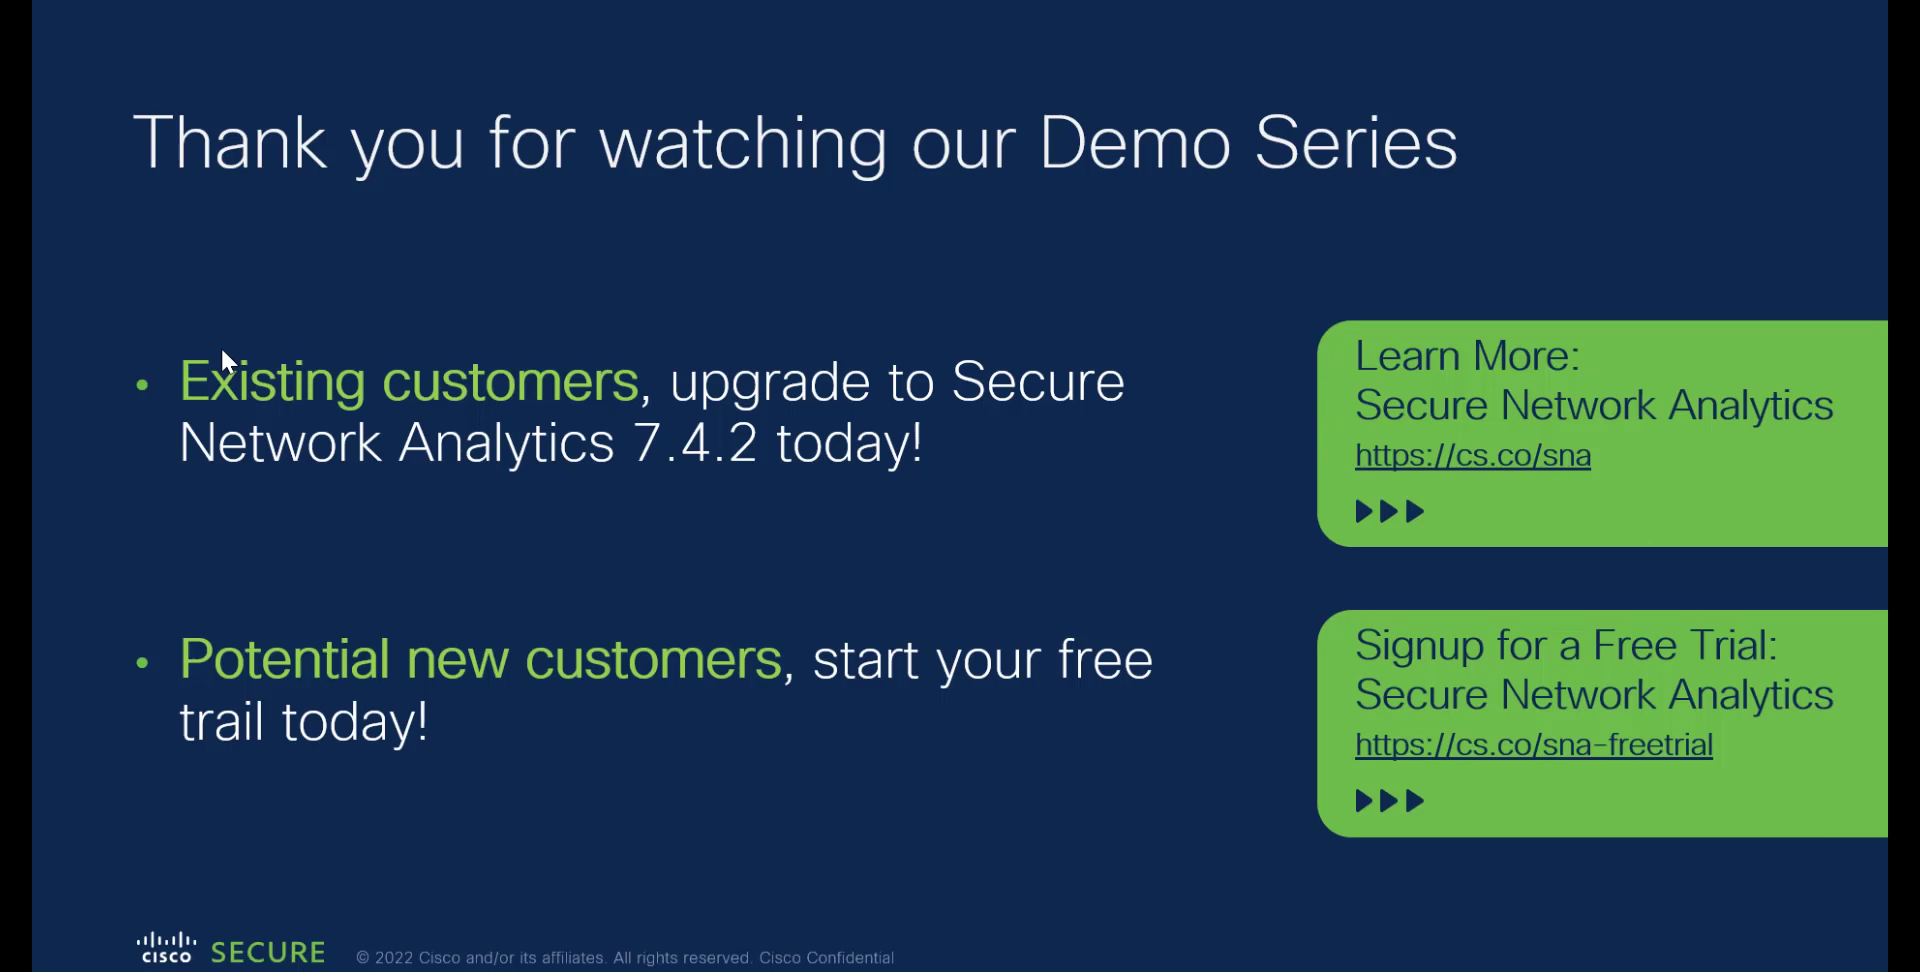 Thank you for watching our Demo Series
• Existing customers, upgrade to Secure
Network Analytics 7.4.2 today!
Learn More:
Secure Network Analytics
https://cs.co/sna
• Potential new customers, start your free
trail today!
Signup for a Free Trial:
Secure Network Analytics
https://cs.co/sna-freetrial
CISCO SECURE © 2022 Cisco and/or its affiliates. All rights reserved. Cisco Confidential